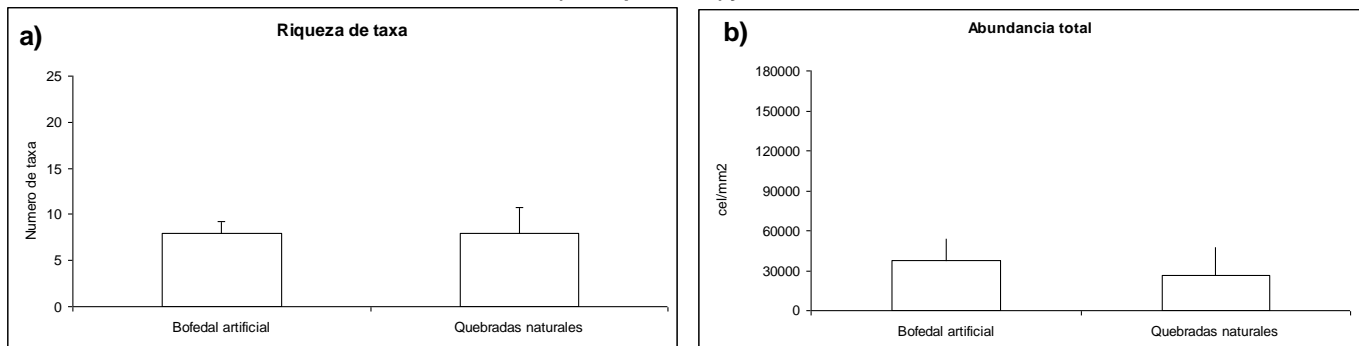 a)
Riqueza de taxa
25
20
15
10
5
0
Numero de taxa
Bofedal artificial
Quebradas naturales
b)
Abundancia total
180000
150000
120000
90000
60000
30000
0
cel/mm2
Bofedal artificial
Quebradas naturales